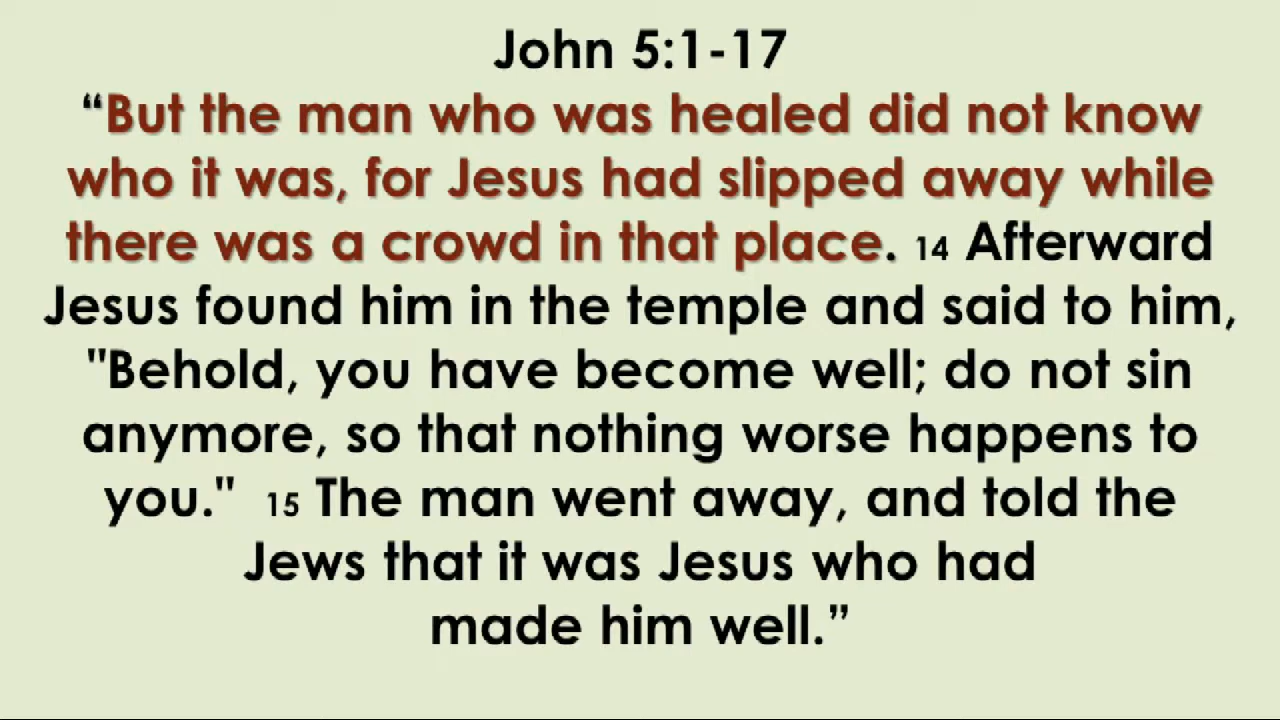 John 5:1-17
“But the man who was healed did not know
who it was, for Jesus had slipped away while
there was a crowd in that place. 14 Afterward
Jesus found him in the temple and said to him,
"Behold, you have become well; do not sin
anymore, so that nothing worse happens to
you." 15 The man went away, and told the
Jews that it was Jesus who had
made him well.”